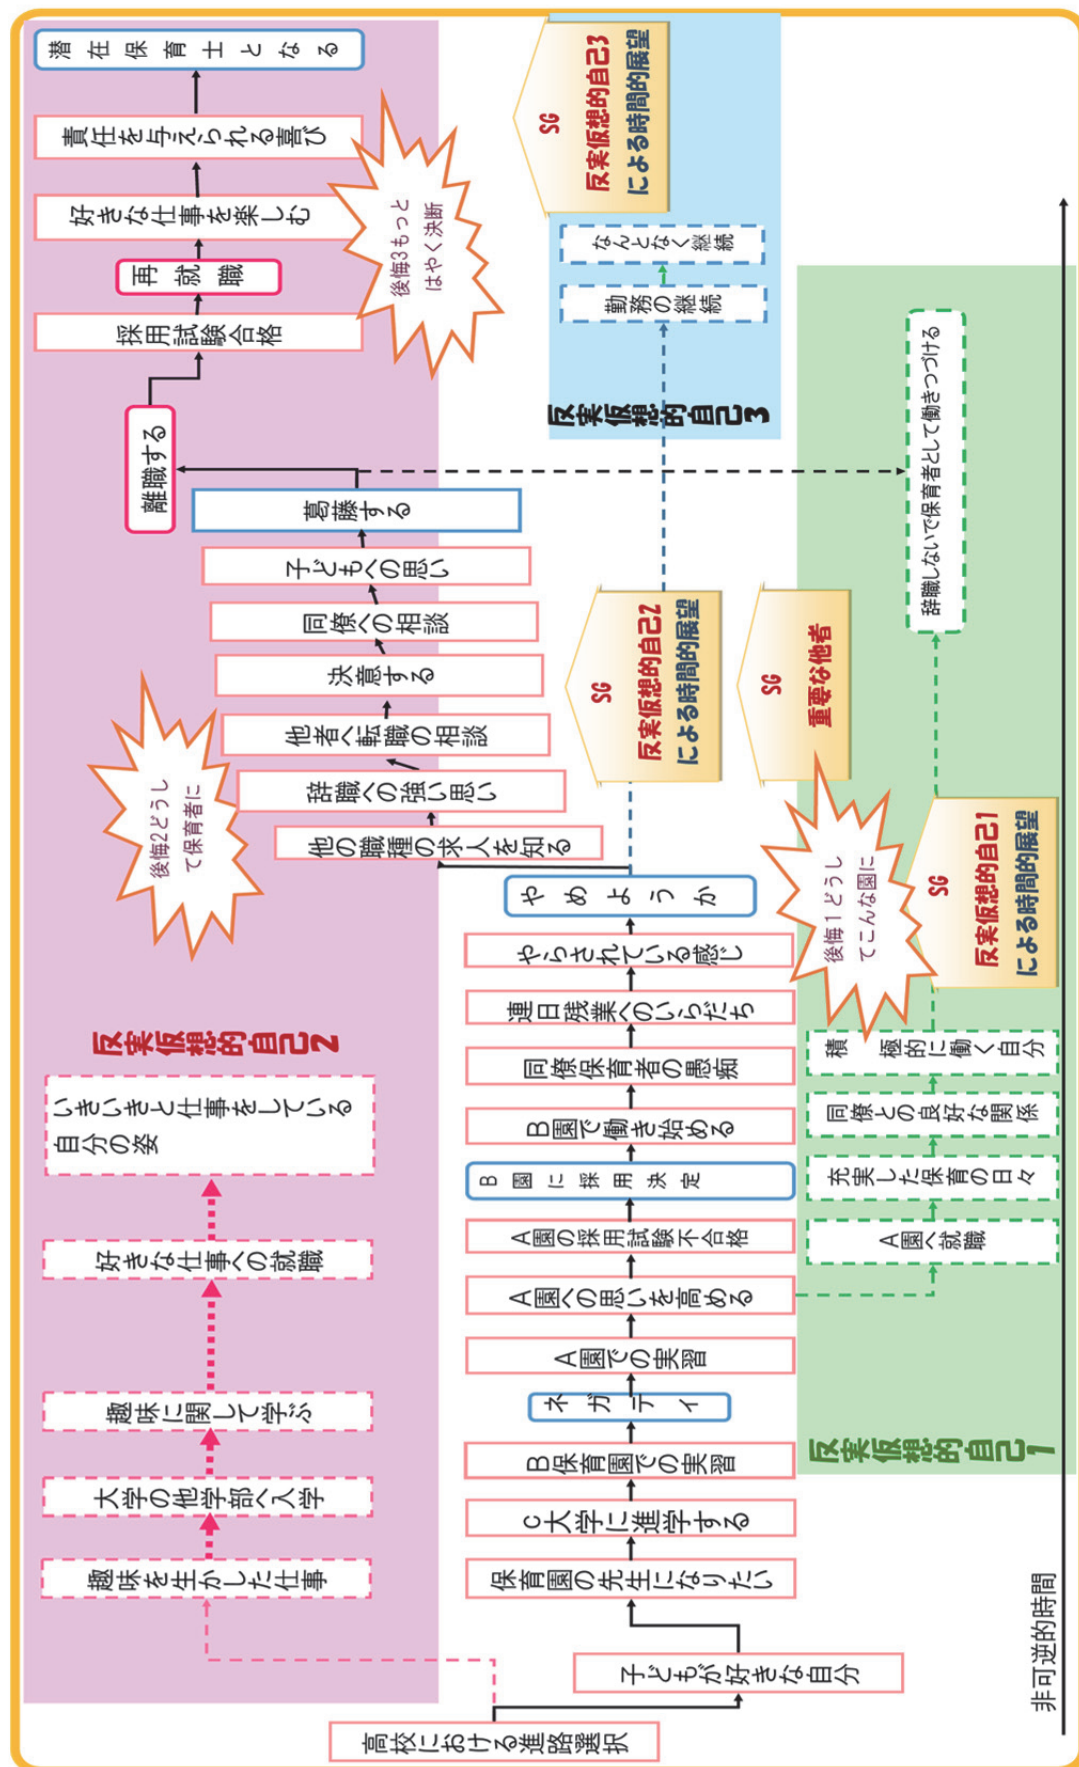 高校における進路選択
子どもが好きな自分
保育園の先生になりたい
C大学に進学する
B保育園での実習
ネガティ
A園での実習
A園への思いを高める
A園の採用試験不合格
B園に採用決定
B園で働き始める
同僚保育者の愚痴
連日残業へのいらだち
やらされている感じ
やめようか
他の職種の求人を知る
辞職への強い思い
他者へ転職の相談
決意する
同僚への相談
子どもへの思い
葛藤する
離職する
採用試験合格
再就職
好きな仕事を楽しむ
責任を与えられる喜び
潜在保育士となる
趣味を生かした仕事
大学の他学部へ入学
趣味に関して学ぶ
好きな仕事への就職
いきいきと仕事をしている
自分の姿
反実仮想的自己2
後悔2どうし
て保育者に
後悔3もっと
はやく決断
SG
反実仮想的自己2
による時間的展望
SG
重要な他者
反実仮想的自己3
勤務の継続
なんとなく継続
SG
反実仮想的自己3
による時間的展望
反実仮想的自己1
A園へ就職
充実した保育の日々
同僚との良好な関係
積極的に働く自分
後悔1どうし
てこんな園に
SG
反実仮想的自己1
による時間的展望
辞職しないで保育者として働きつづける
非可逆的時間